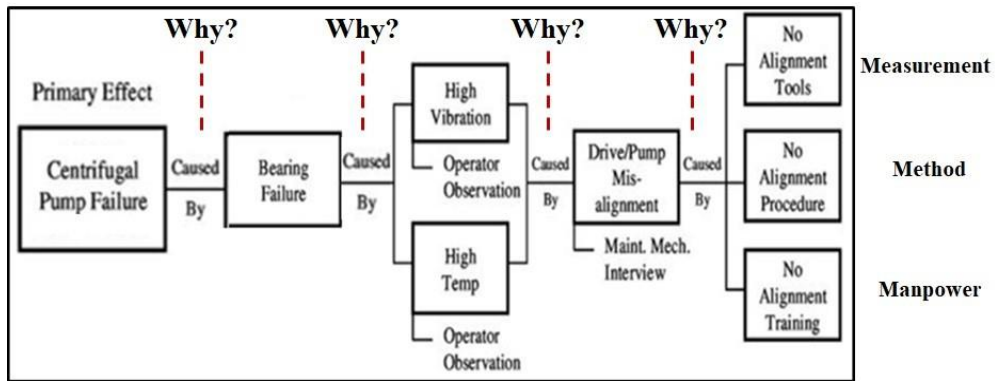 Why?
Why?
Why?
Why?
Primary Effect
Centrifugal
Pump Failure
Caused
By
Bearing
Failure
Caused
By
High
Vibration
Operator
Observation
High
Temp
Operator
Observation
Caused
By
Drive/Pump
Mis-
alignment
Maint. Mech.
Interview
Caused
By
No
Alignment
Tools
Measurement
No
Alignment
Procedure
Method
No
Alignment
Training
Manpower